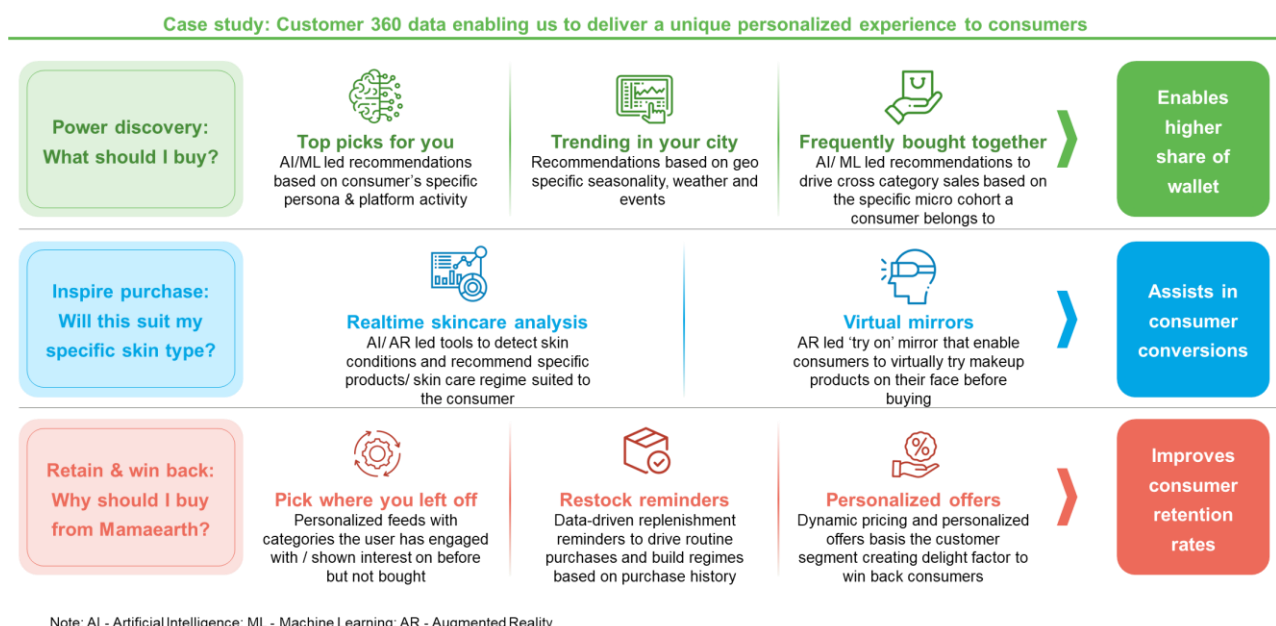 Case study: Customer 360 data enabling us to deliver a unique personalized experience to consumers
Power discovery:
What should I buy?
Top picks for you
AI/ML led recommendations
based on consumer's specific
persona & platform activity
Trending in your city
Recommendations based on geo
specific seasonality, weather and
events
Frequently bought together
AI/ ML led recommendations to
drive cross category sales based on
the specific micro cohort a
consumer belongs to
Enables
higher
share of
wallet
Inspire purchase:
Will this suit my
specific skin type?
Realtime skincare analysis
AI/ AR led tools to detect skin
conditions and recommend specific
products/ skin care regime suited to
the consumer
Virtual mirrors
AR led 'try on' mirror that enable
consumers to virtually try makeup
products on their face before
buying
Assists in
consumer
conversions
Retain & win back:
Why should I buy
from Mamaearth?
Pick where you left off
Personalized feeds with
categories the user has engaged
with / shown interest on before
but not bought
Restock reminders
Data-driven replenishment
reminders to drive routine
purchases and build regimes
based on purchase history
Personalized offers
Dynamic pricing and personalized
offers basis the customer
segment creating delight factor to
win back consumers
Improves
consumer
retention
rates
Note: AI - Artificial Intelligence; ML - Machine Learning; AR - Augmented Reality